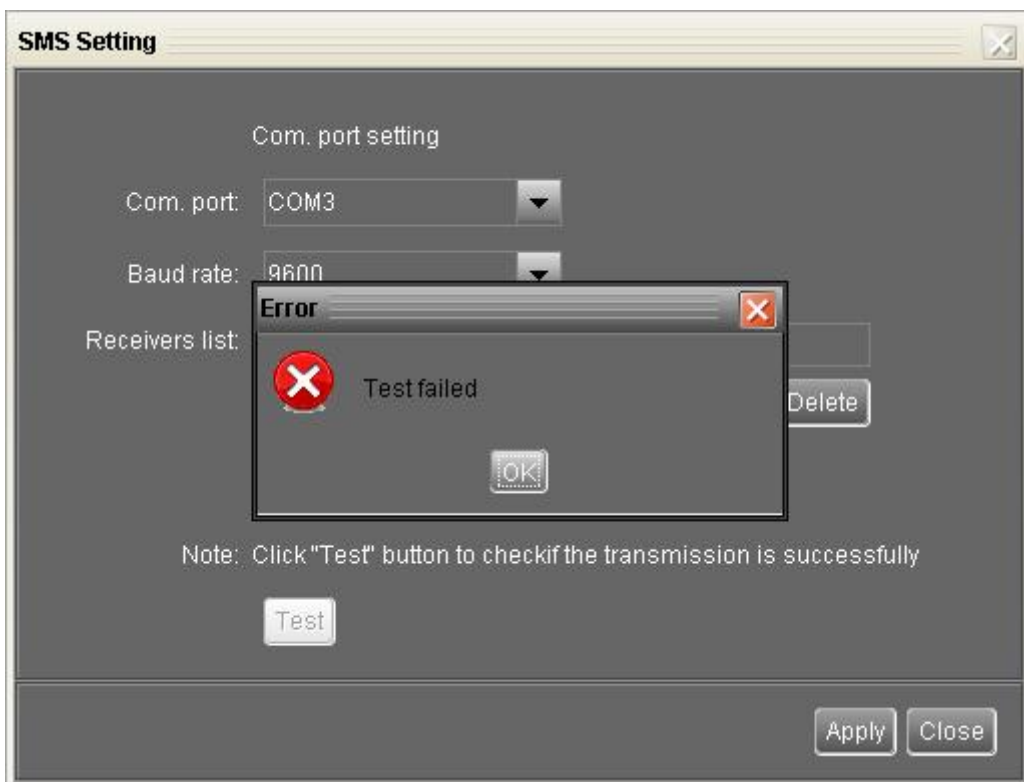 SMS Setting
Com. port setting
Com. port: COM3
Baud rate: 9600
Error
Receivers list:
Test failed
Delete
OK
Note: Click "Test" button to checkif the transmission is successfully
Test
Apply Close